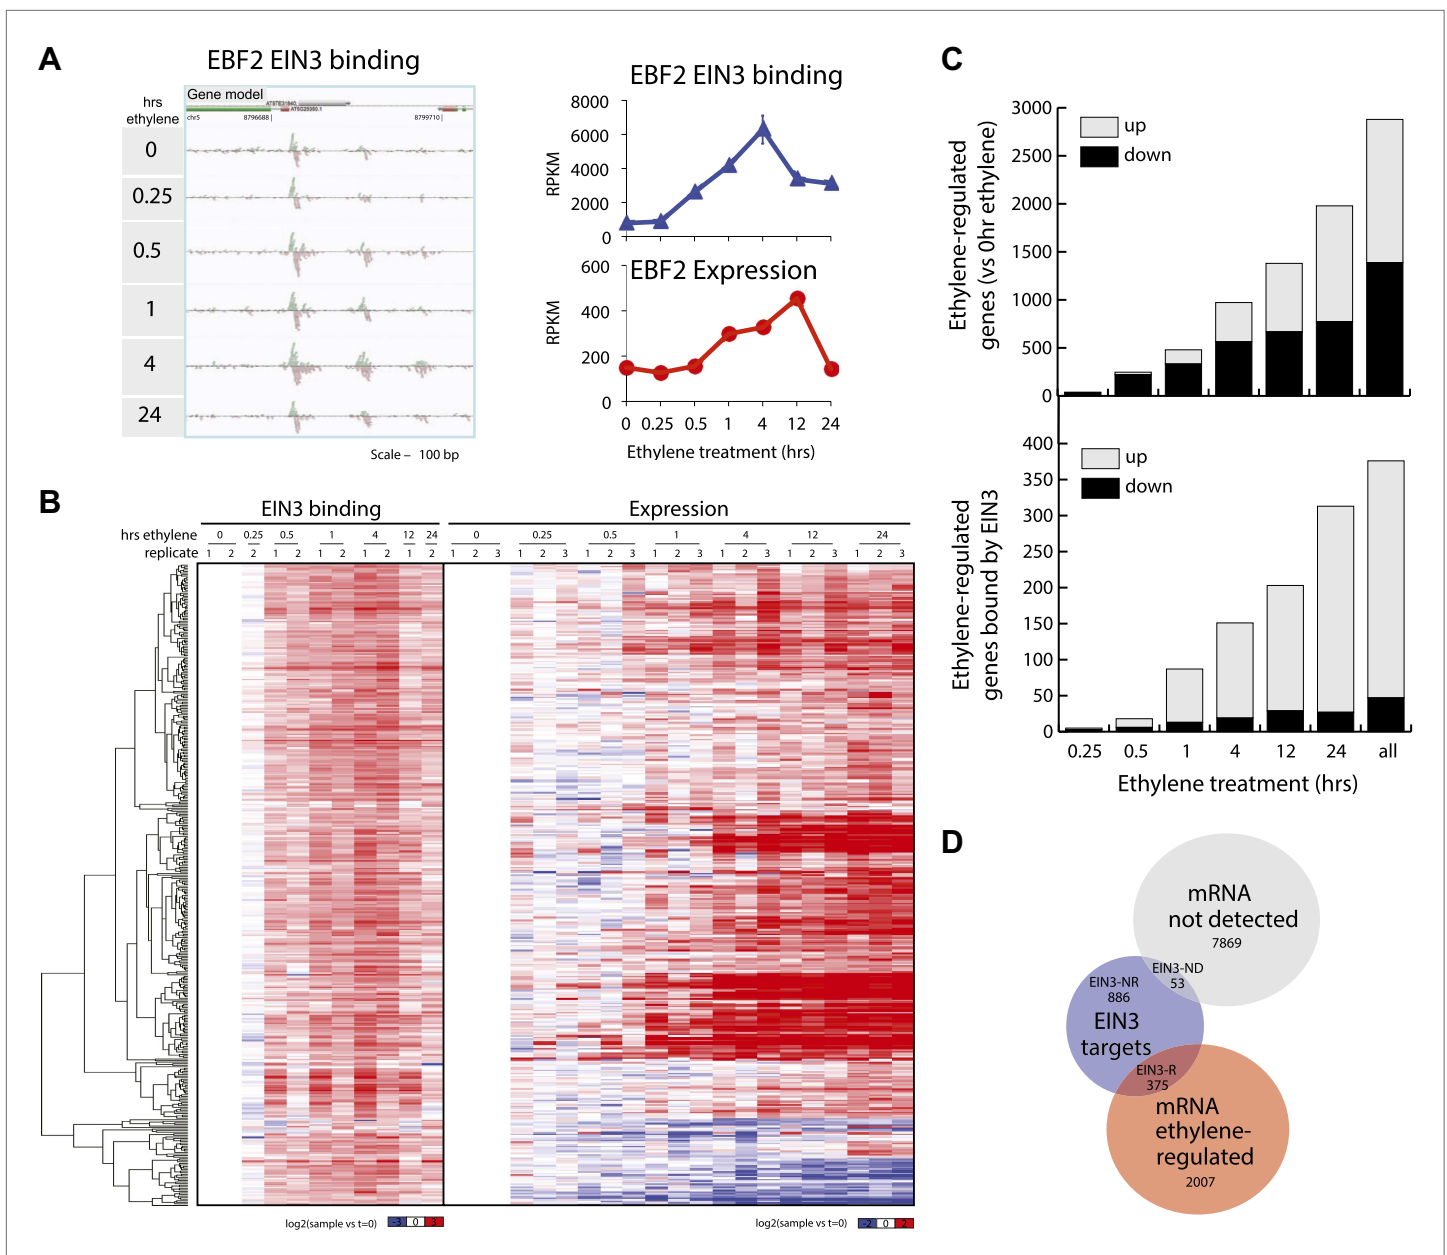 A
EBF2 EIN3 binding
hrs
ethylene
Gene model
chr5
8796688
8799710
0
0.25
0.5
1
4
24
Scale – 100 bp
EBF2 EIN3 binding
RPKM
8000
6000
4000
2000
0
EBF2 Expression
RPKM
600
400
200
0
0 0.25 0.5 1 4 12 24
Ethylene treatment (hrs)
B
EIN3 binding
Expression
hrs ethylene 0 0.25 0.5 1 4 12 24 0 0.25 0.5 1 4 12 24
replicate 1 2 2 1 2 1 2 1 2 1 2 1 2 3 1 2 3 1 2 3 1 2 3 1 2 3 1 2 3 1 2 3
log2(sample vs t=0) -3 0 3
log2(sample vs t=0) -2 0 2
C
Ethylene-regulated
genes (vs 0hr ethylene)
3000
2500
2000
1500
1000
500
0
up
down
Ethylene-regulated
genes bound by EIN3
400
350
300
250
200
150
100
50
0
up
down
0.25 0.5 1 4 12 24 all
Ethylene treatment (hrs)
D
mRNA
not detected
7869
EIN3-ND
53
EIN3-NR
886
EIN3
targets
EIN3-R
375
mRNA
ethylene-
regulated
2007